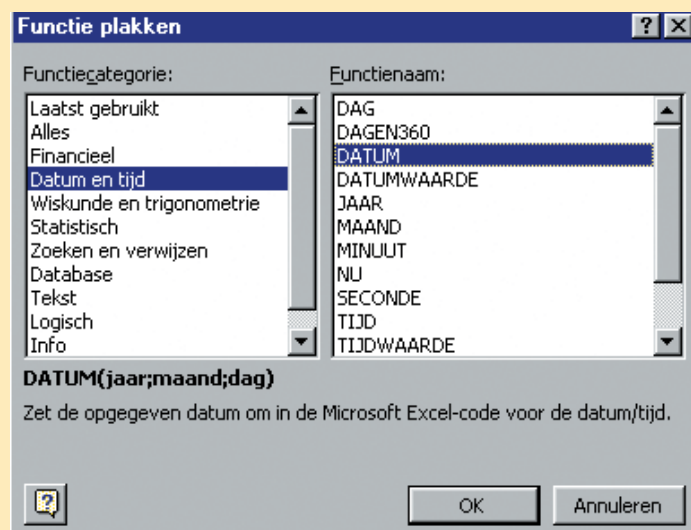 Functie plakken
Functiecategorie:
Laatst gebruikt
Alles
Financieel
Datum en tijd
Wiskunde en trigonometrie
Statistisch
Zoeken en verwijzen
Database
Tekst
Logisch
Info
Functienaam:
DAG
DAGEN360
DATUM
DATUMWAARDE
JAAR
MAAND
MINUUT
NU
SECONDE
TIJD
TIJDWAARDE
DATUM(jaar;maand;dag)
Zet de opgegeven datum om in de Microsoft Excel-code voor de datum/tijd.
OK
Annuleren